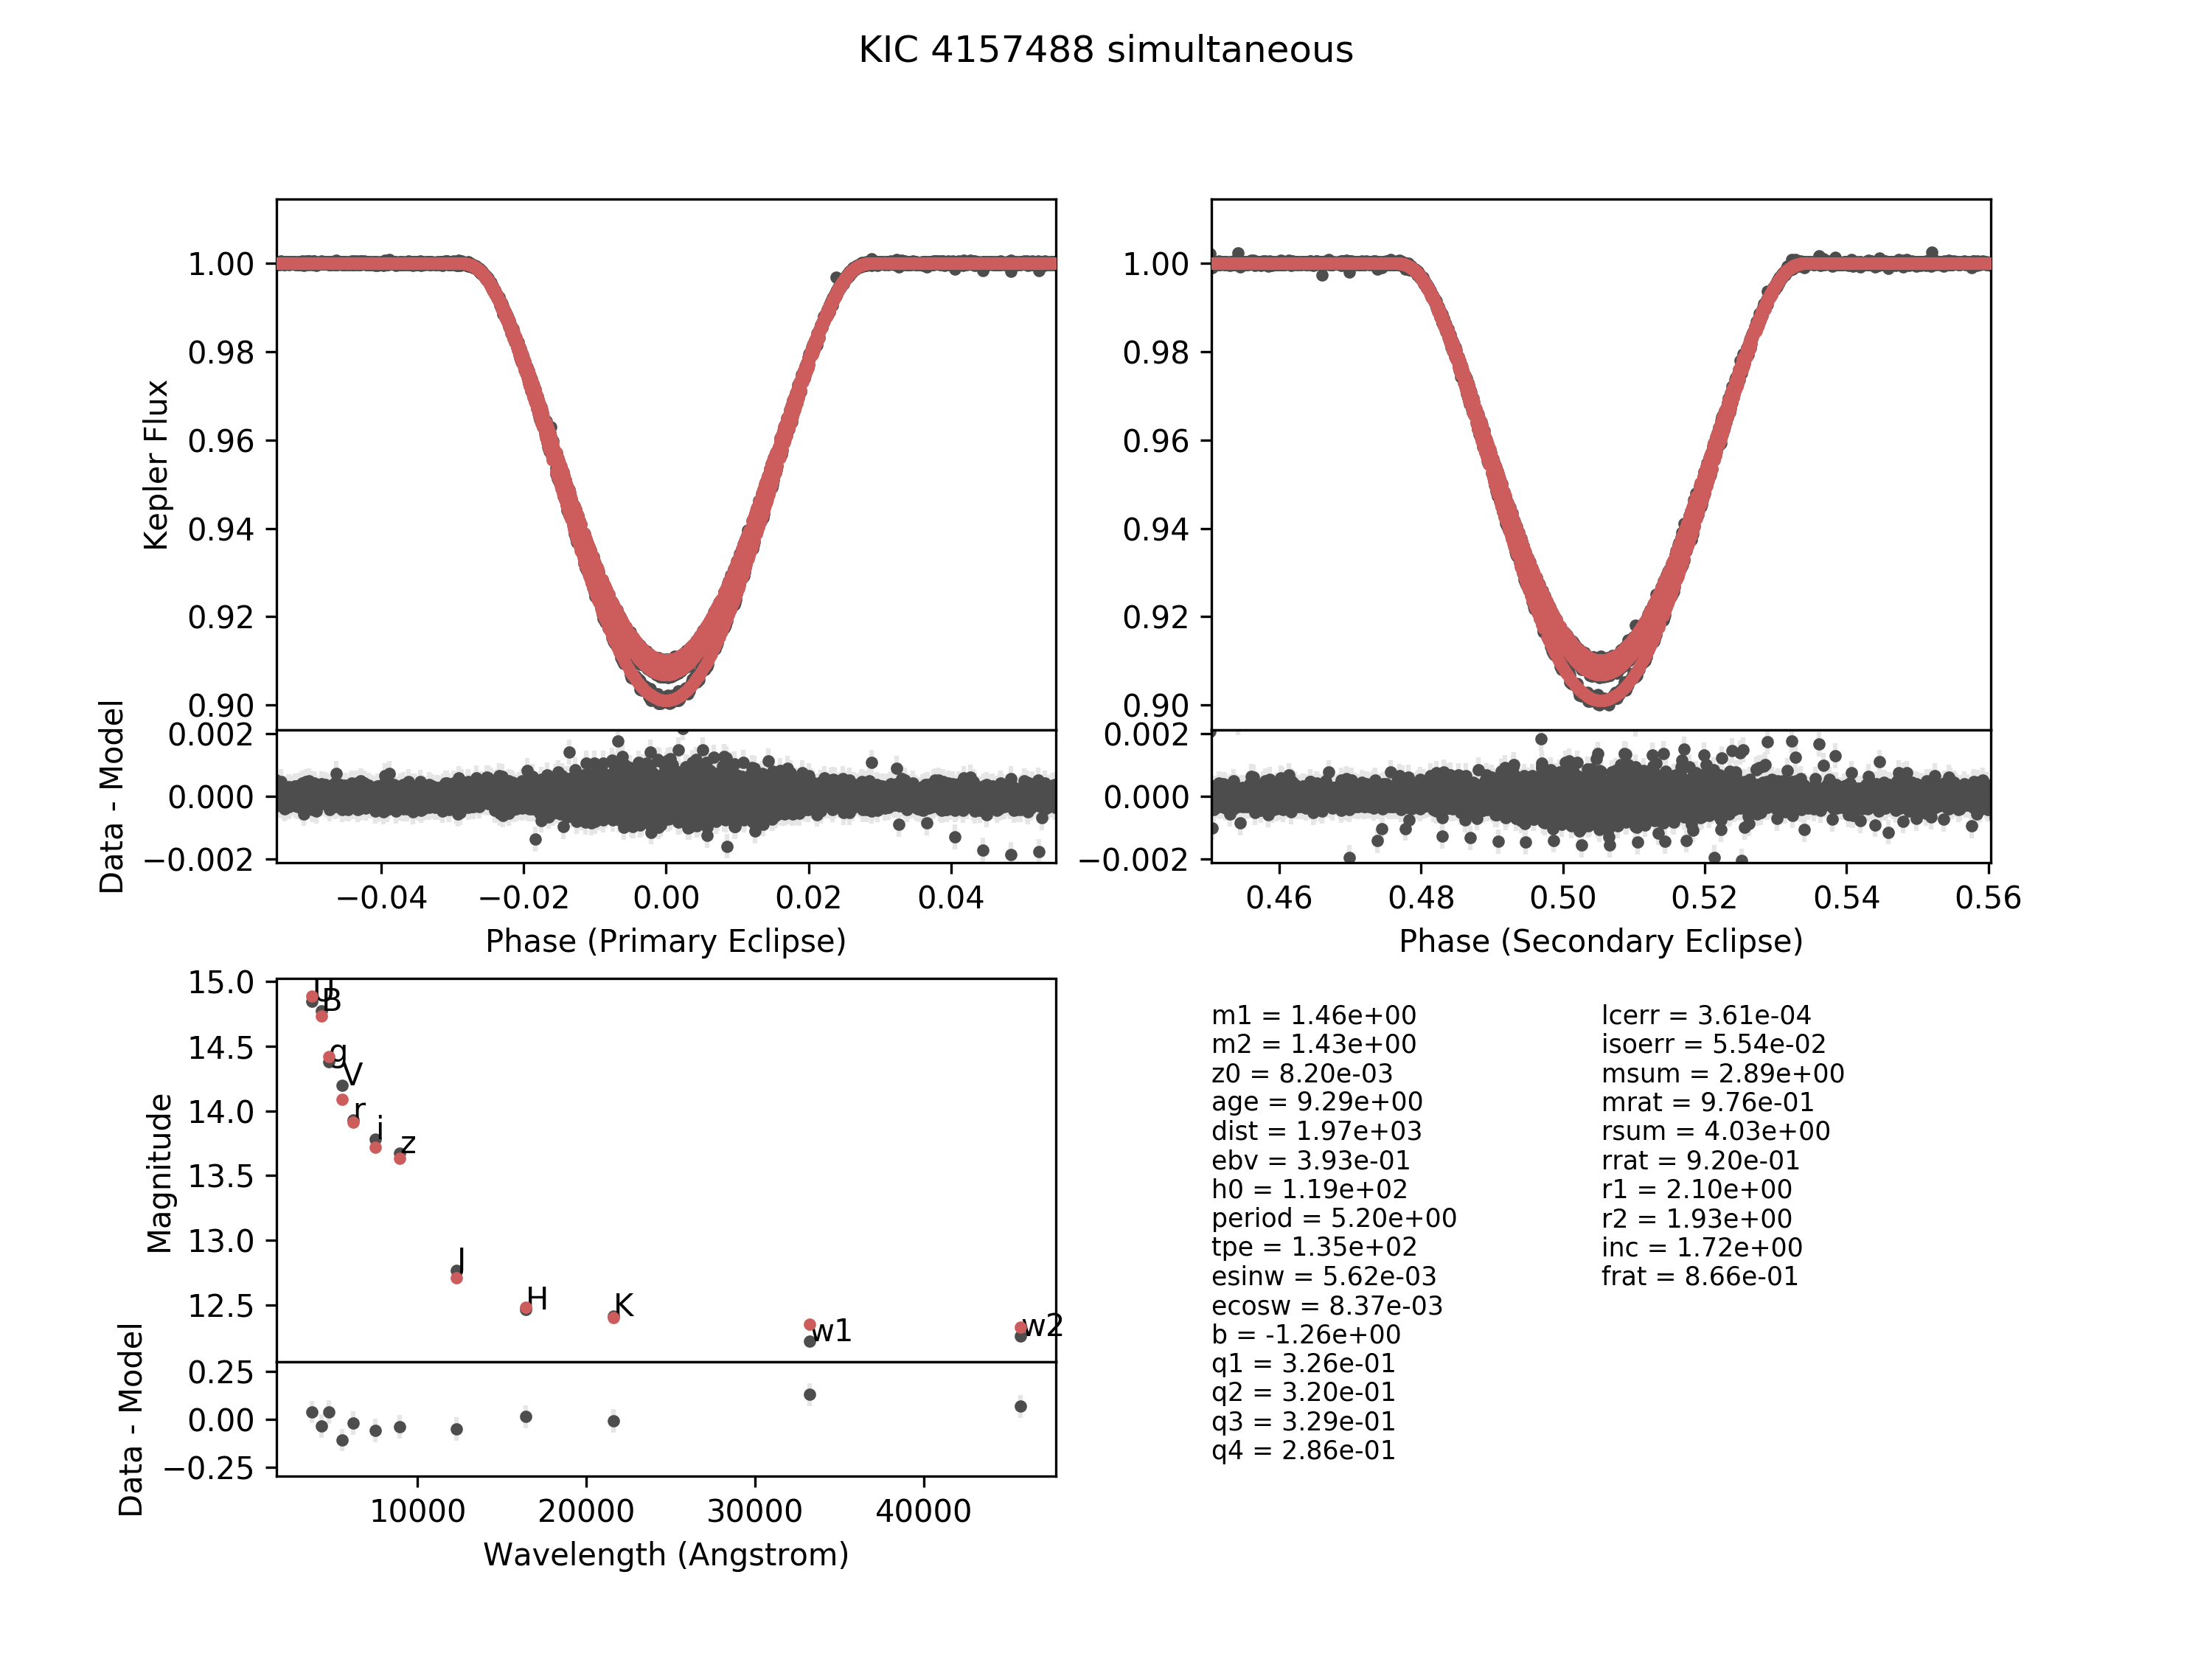 KIC 4157488 simultaneous
Kepler Flux
1.00
0.98
0.96
0.94
0.92
0.90
Data - Model
0.002
0.000
−0.002
−0.04 −0.02 0.00 0.02 0.04
Phase (Primary Eclipse)
1.00
0.98
0.96
0.94
0.92
0.90
0.002
0.000
−0.002
0.46 0.48 0.50 0.52 0.54 0.56
Phase (Secondary Eclipse)
Magnitude
15.0
14.5
14.0
13.5
13.0
12.5
U
B
g
V
r
i
z
J
H
K
w1
w2
Data - Model
0.25
0.00
−0.25
10000 20000 30000 40000
Wavelength (Angstrom)
m1 = 1.46e+00
m2 = 1.43e+00
z0 = 8.20e-03
age = 9.29e+00
dist = 1.97e+03
ebv = 3.93e-01
h0 = 1.19e+02
period = 5.20e+00
tpe = 1.35e+02
esinw = 5.62e-03
ecosw = 8.37e-03
b = -1.26e+00
q1 = 3.26e-01
q2 = 3.20e-01
q3 = 3.29e-01
q4 = 2.86e-01
lcerr = 3.61e-04
isoerr = 5.54e-02
msum = 2.89e+00
mrat = 9.76e-01
rsum = 4.03e+00
rrat = 9.20e-01
r1 = 2.10e+00
r2 = 1.93e+00
inc = 1.72e+00
frat = 8.66e-01